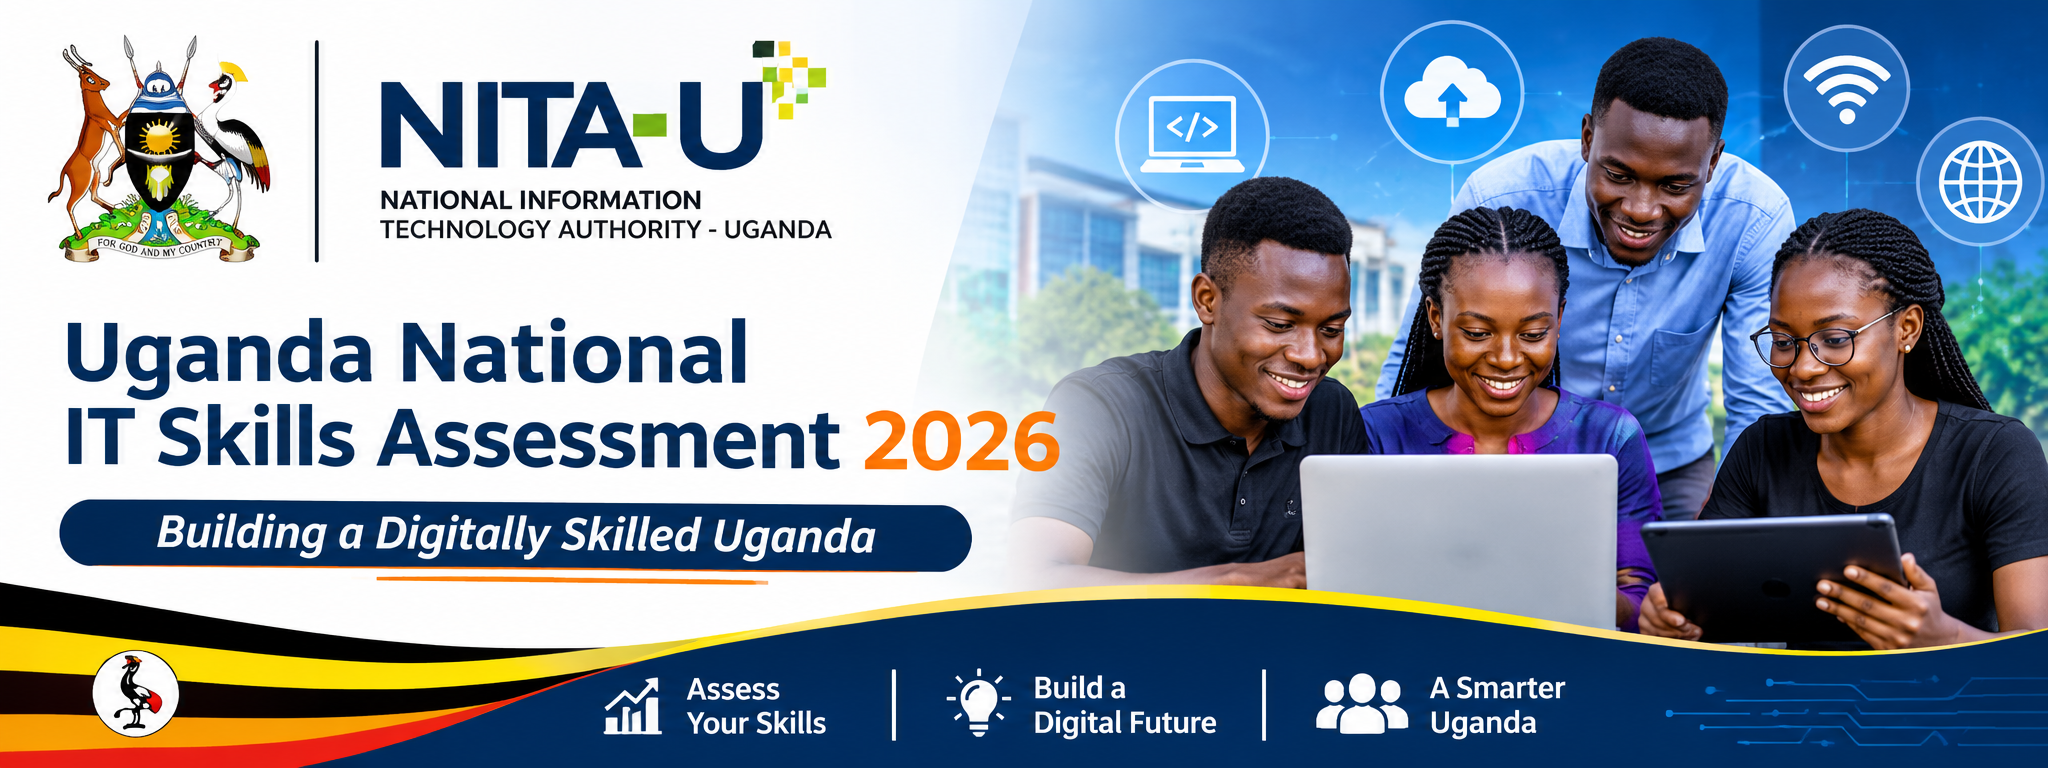 NITA-U
NATIONAL INFORMATION
TECHNOLOGY AUTHORITY - UGANDA
FOR GOD AND MY COUNTRY
Uganda National
IT Skills Assessment 2026
Building a Digitally Skilled Uganda
</>
Assess
Your Skills
Build a
Digital Future
A Smarter
Uganda